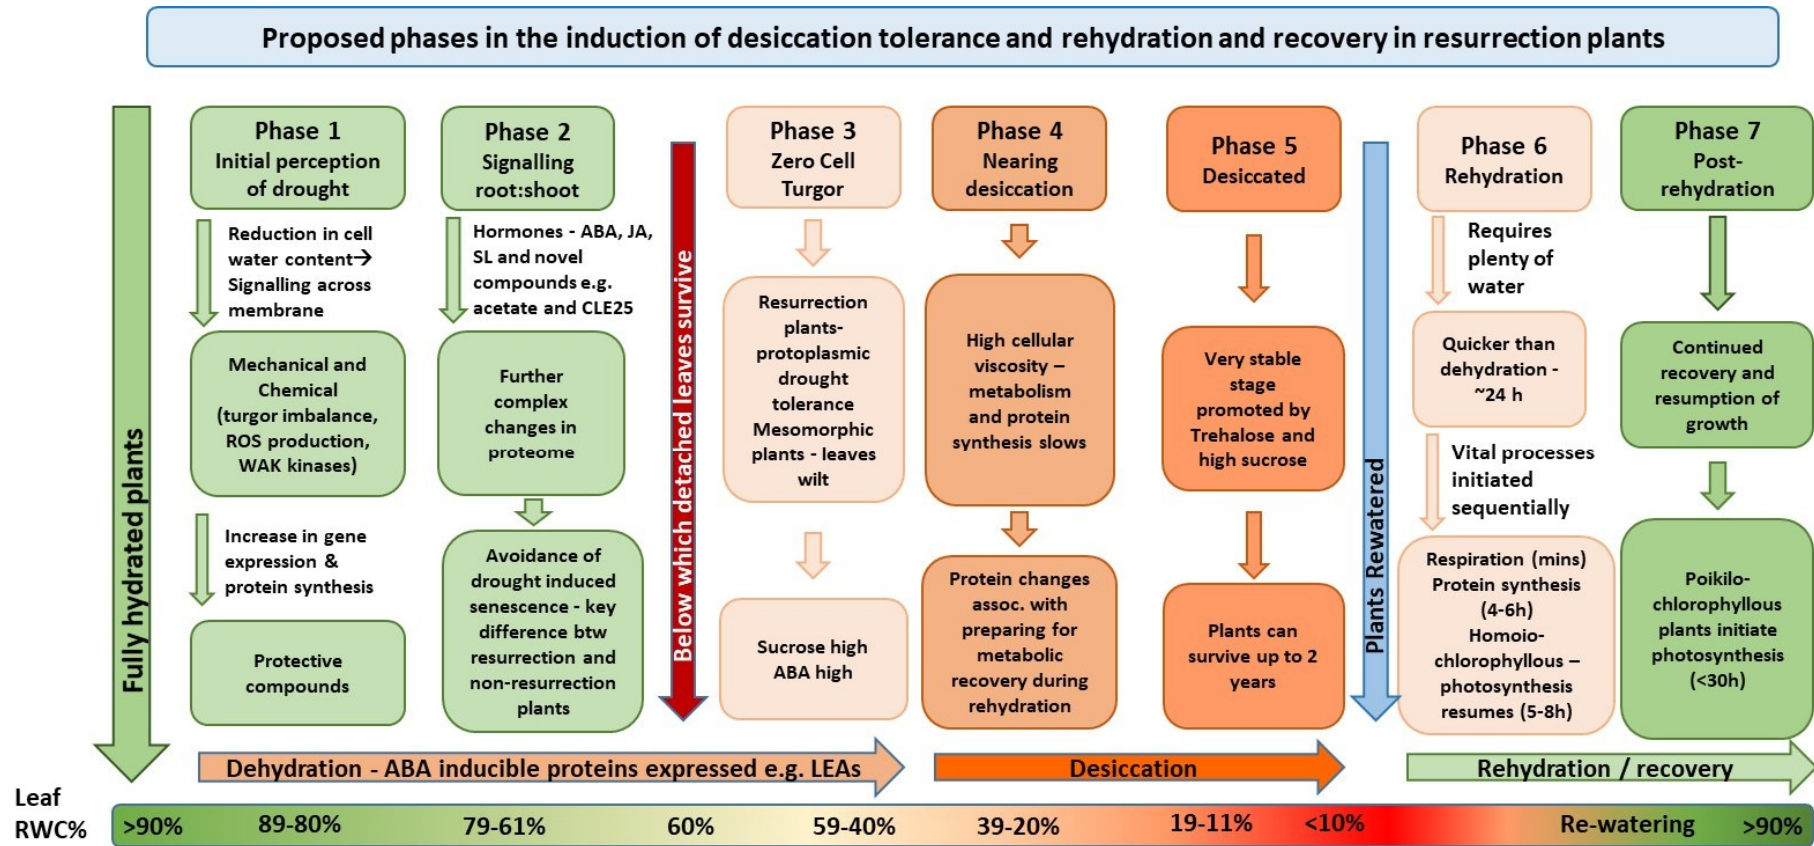 Proposed phases in the induction of desiccation tolerance and rehydration and recovery in resurrection plants
Fully hydrated plants
Phase 1
Initial perception
of drought
Reduction in cell
water content→
Signalling across
membrane
Mechanical and
Chemical
(turgor imbalance,
ROS production,
WAK kinases)
Increase in gene
expression &
protein synthesis
Protective
compounds
Phase 2
Signalling
root:shoot
Hormones - ABA, JA,
SL and novel
compounds e.g.
acetate and CLE25
Further
complex
changes in
proteome
Avoidance of
drought induced
senescence - key
difference btw
resurrection and
non-resurrection
plants
Below which detached leaves survive
Phase 3
Zero Cell
Turgor
Resurrection
plants-
protoplasmic
drought
tolerance
Mesomorphic
plants - leaves
wilt
Sucrose high
ABA high
Phase 4
Nearing
desiccation
High cellular
viscosity –
metabolism
and protein
synthesis slows
Protein changes
assoc. with
preparing for
metabolic
recovery during
rehydration
Phase 5
Desiccated
Very stable
stage
promoted by
Trehalose and
high sucrose
Plants can
survive up to 2
years
Plants Rewatered
Phase 6
Rehydration
Requires
plenty of
water
Quicker than
dehydration -
~24 h
Vital processes
initiated
sequentially
Respiration (mins)
Protein synthesis
(4-6h)
Homoio-
chlorophyllous –
photosynthesis
resumes (5-8h)
Phase 7
Post-
rehydration
Continued
recovery and
resumption of
growth
Poikilo-
chlorophyllous
plants initiate
photosynthesis
(<30h)
Dehydration - ABA inducible proteins expressed e.g. LEAs
Desiccation
Rehydration / recovery
Leaf
RWC%
>90% 89-80% 79-61% 60% 59-40% 39-20% 19-11% <10% Re-watering >90%